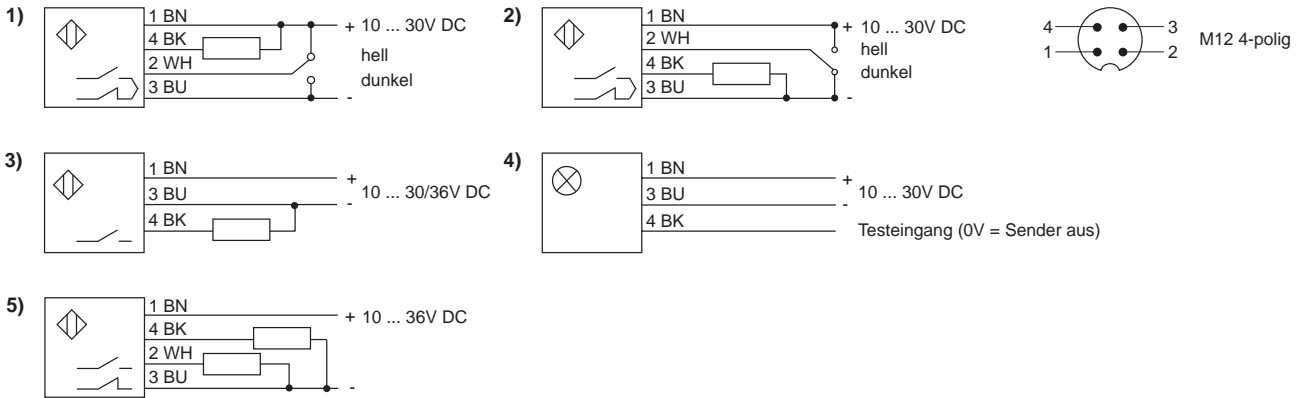 1)
1 BN
4 BK
2 WH
3 BU
+ 10 ... 30V DC
hell
dunkel
-
2)
1 BN
2 WH
4 BK
3 BU
+ 10 ... 30V DC
hell
dunkel
-
4 3
1 2
M12 4-polig
3)
1 BN
3 BU
4 BK
+
10 ... 30/36V DC
-
4)
1 BN
3 BU
4 BK
+
10 ... 30V DC
-
Testeingang (0V = Sender aus)
5)
1 BN
4 BK
2 WH
3 BU
+ 10 ... 36V DC
-